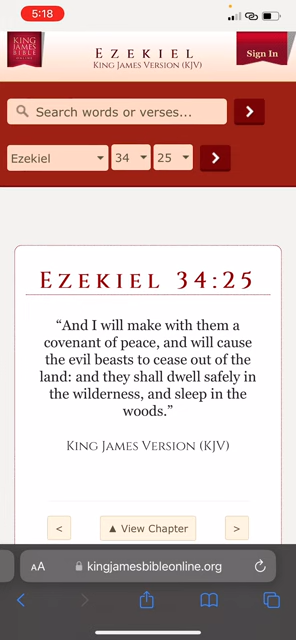 5:18
KING
JAMES
BIBLE
ONLINE
EZEKIEL
KING JAMES VERSION (KJV)
Sign In
Search words or verses...
Ezekiel
34
25
EZEKIEL 34:25
“And I will make with them a
covenant of peace, and will cause
the evil beasts to cease out of the
land: and they shall dwell safely in
the wilderness, and sleep in the
woods.”
KING JAMES VERSION (KJV)
<
▲ View Chapter
>
AA
kingjamesbibleonline.org